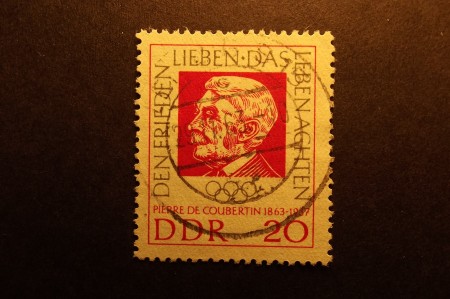 DEN FRIEDEN LIEBEN · DAS LEBEN ACHTEN
PIERRE DE COUBERTIN 1863-1937
DDR 20